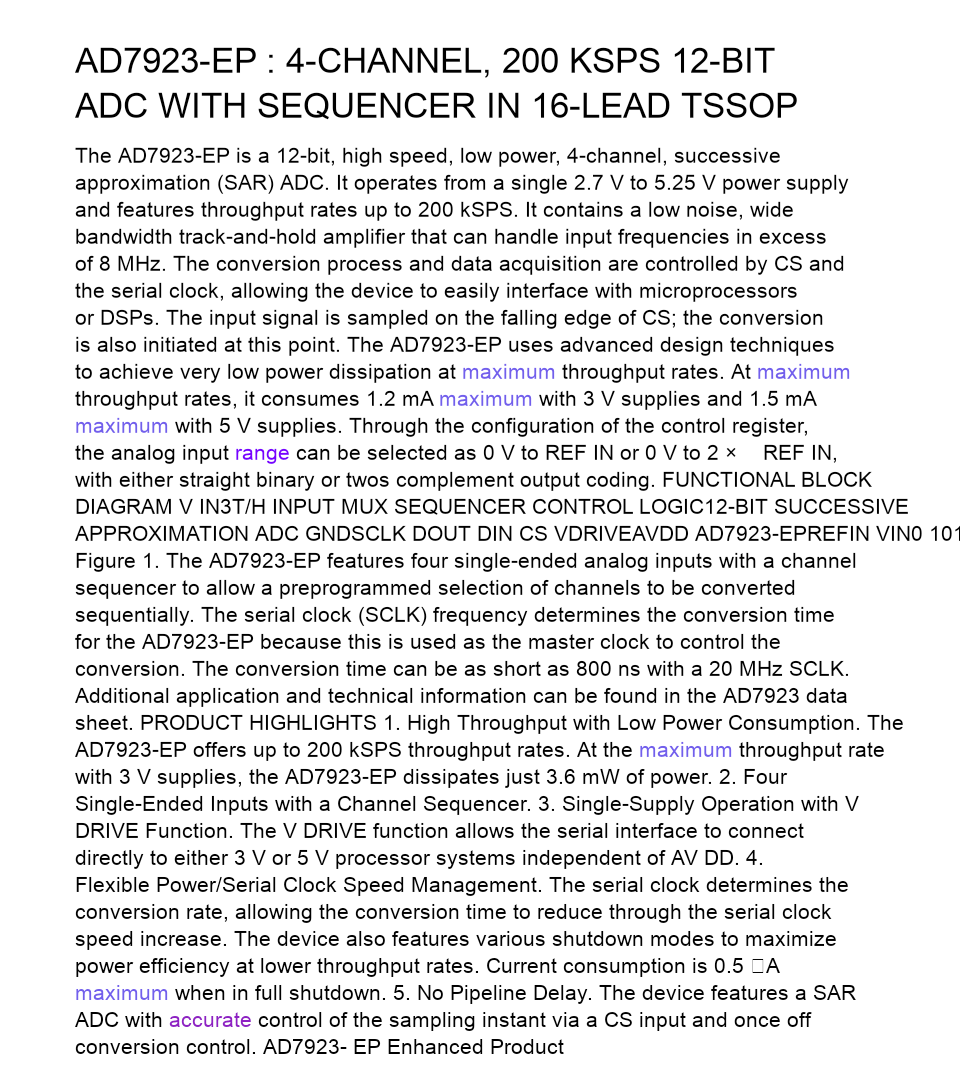 AD7923-EP : 4-CHANNEL, 200 KSPS 12-BIT
ADC WITH SEQUENCER IN 16-LEAD TSSOP
The AD7923-EP is a 12-bit, high speed, low power, 4-channel, successive
approximation (SAR) ADC. It operates from a single 2.7 V to 5.25 V power supply
and features throughput rates up to 200 kSPS. It contains a low noise, wide
bandwidth track-and-hold amplifier that can handle input frequencies in excess
of 8 MHz. The conversion process and data acquisition are controlled by CS and
the serial clock, allowing the device to easily interface with microprocessors
or DSPs. The input signal is sampled on the falling edge of CS; the conversion
is also initiated at this point. The AD7923-EP uses advanced design techniques
to achieve very low power dissipation at maximum throughput rates. At maximum
throughput rates, it consumes 1.2 mA maximum with 3 V supplies and 1.5 mA
maximum with 5 V supplies. Through the configuration of the control register,
the analog input range can be selected as 0 V to REF IN or 0 V to 2 × REF IN,
with either straight binary or twos complement output coding. FUNCTIONAL BLOCK
DIAGRAM V IN3T/H INPUT MUX SEQUENCER CONTROL LOGIC12-BIT SUCCESSIVE
APPROXIMATION ADC GNDSCLK DOUT DIN CS VDRIVEAVDD AD7923-EPREFIN VIN0 101
Figure 1. The AD7923-EP features four single-ended analog inputs with a channel
sequencer to allow a preprogrammed selection of channels to be converted
sequentially. The serial clock (SCLK) frequency determines the conversion time
for the AD7923-EP because this is used as the master clock to control the
conversion. The conversion time can be as short as 800 ns with a 20 MHz SCLK.
Additional application and technical information can be found in the AD7923 data
sheet. PRODUCT HIGHLIGHTS 1. High Throughput with Low Power Consumption. The
AD7923-EP offers up to 200 kSPS throughput rates. At the maximum throughput rate
with 3 V supplies, the AD7923-EP dissipates just 3.6 mW of power. 2. Four
Single-Ended Inputs with a Channel Sequencer. 3. Single-Supply Operation with V
DRIVE Function. The V DRIVE function allows the serial interface to connect
directly to either 3 V or 5 V processor systems independent of AV DD. 4.
Flexible Power/Serial Clock Speed Management. The serial clock determines the
conversion rate, allowing the conversion time to reduce through the serial clock
speed increase. The device also features various shutdown modes to maximize
power efficiency at lower throughput rates. Current consumption is 0.5 □A
maximum when in full shutdown. 5. No Pipeline Delay. The device features a SAR
ADC with accurate control of the sampling instant via a CS input and once off
conversion control. AD7923- EP Enhanced Product